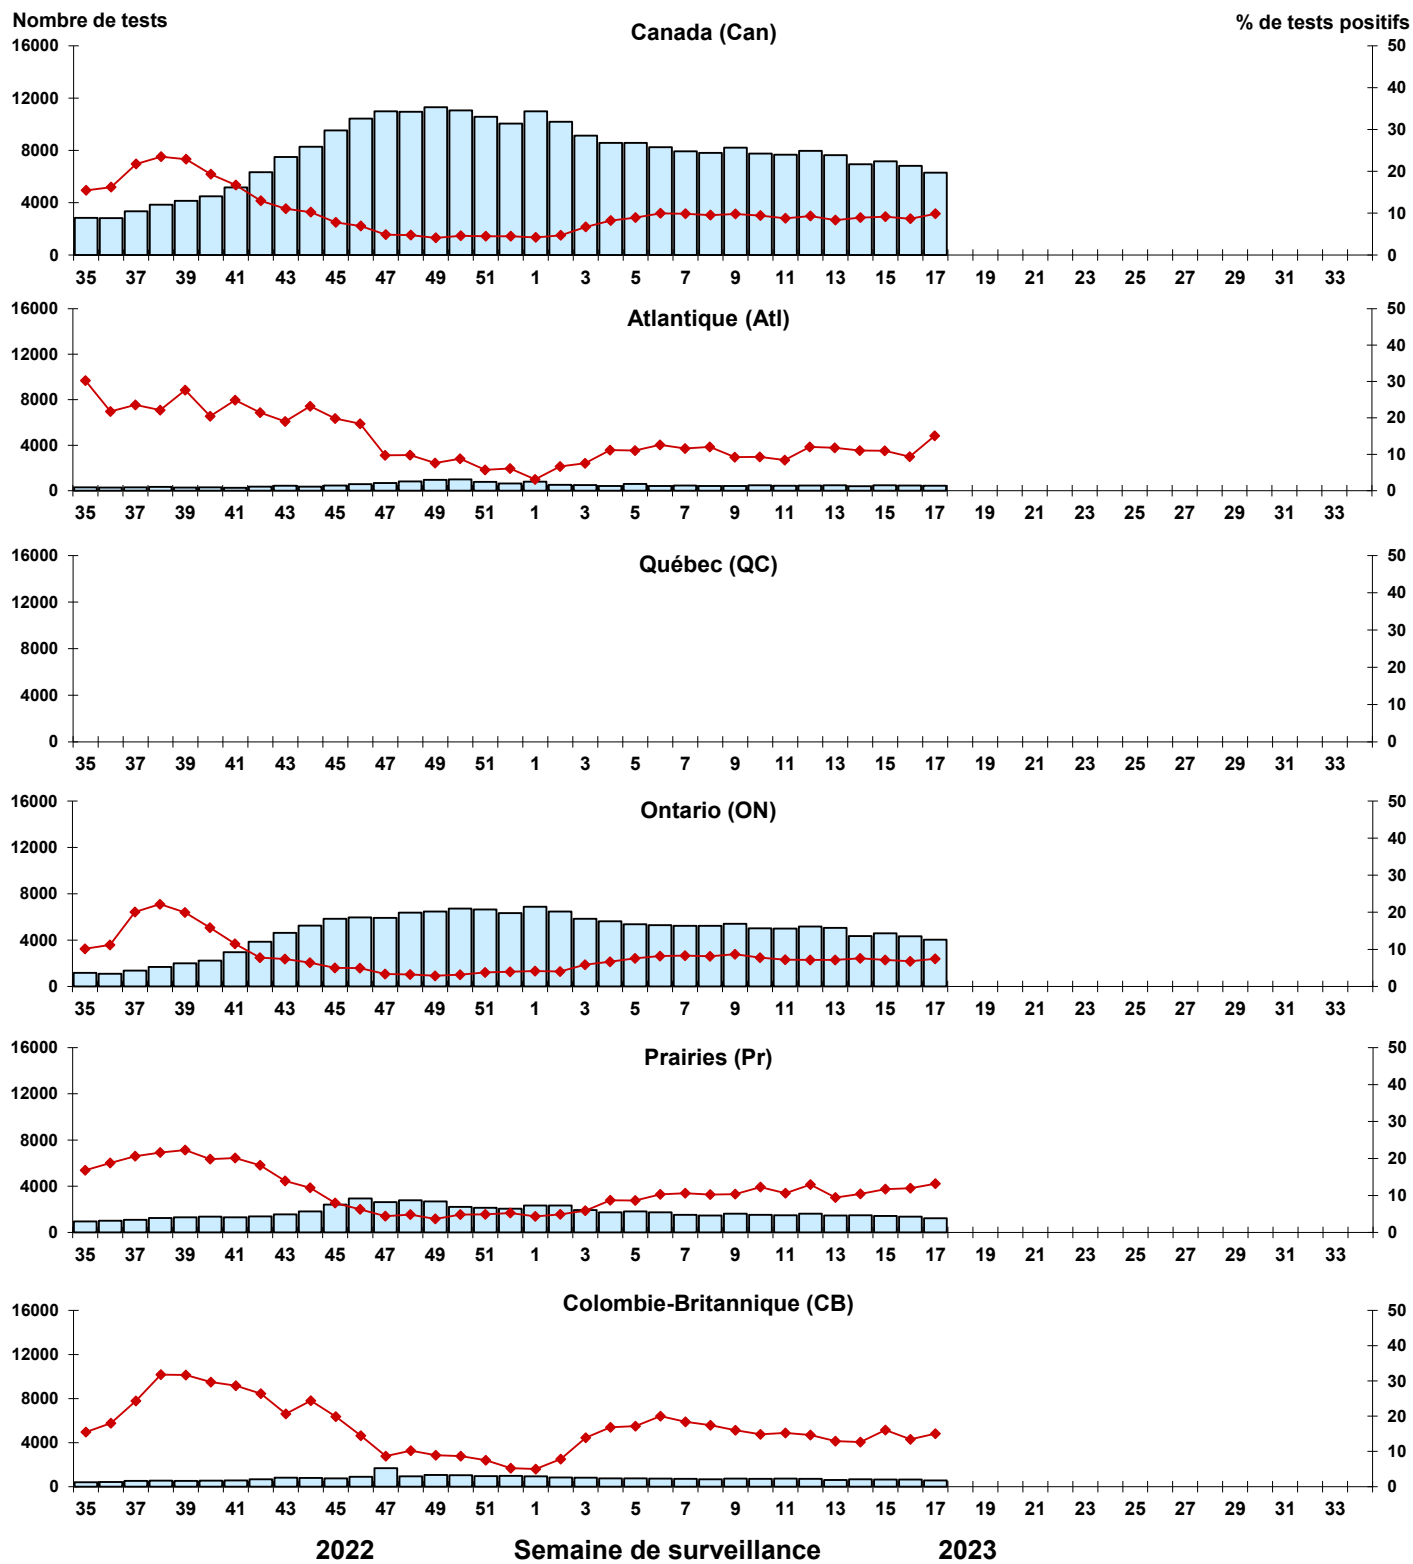 Nombre de tests
% de tests positifs
Canada (Can)
16000 50
12000 40
8000 30
4000 20
0 10
0
35 37 39 41 43 45 47 49 51 1 3 5 7 9 11 13 15 17 19 21 23 25 27 29 31 33
Atlantique (Atl)
16000 50
12000 40
8000 30
4000 20
0 10
0
35 37 39 41 43 45 47 49 51 1 3 5 7 9 11 13 15 17 19 21 23 25 27 29 31 33
Québec (QC)
16000 50
12000 40
8000 30
4000 20
0 10
0
35 37 39 41 43 45 47 49 51 1 3 5 7 9 11 13 15 17 19 21 23 25 27 29 31 33
Ontario (ON)
16000 50
12000 40
8000 30
4000 20
0 10
0
35 37 39 41 43 45 47 49 51 1 3 5 7 9 11 13 15 17 19 21 23 25 27 29 31 33
Prairies (Pr)
16000 50
12000 40
8000 30
4000 20
0 10
0
35 37 39 41 43 45 47 49 51 1 3 5 7 9 11 13 15 17 19 21 23 25 27 29 31 33
Colombie-Britannique (CB)
16000 50
12000 40
8000 30
4000 20
0 10
0
35 37 39 41 43 45 47 49 51 1 3 5 7 9 11 13 15 17 19 21 23 25 27 29 31 33
2022 Semaine de surveillance 2023